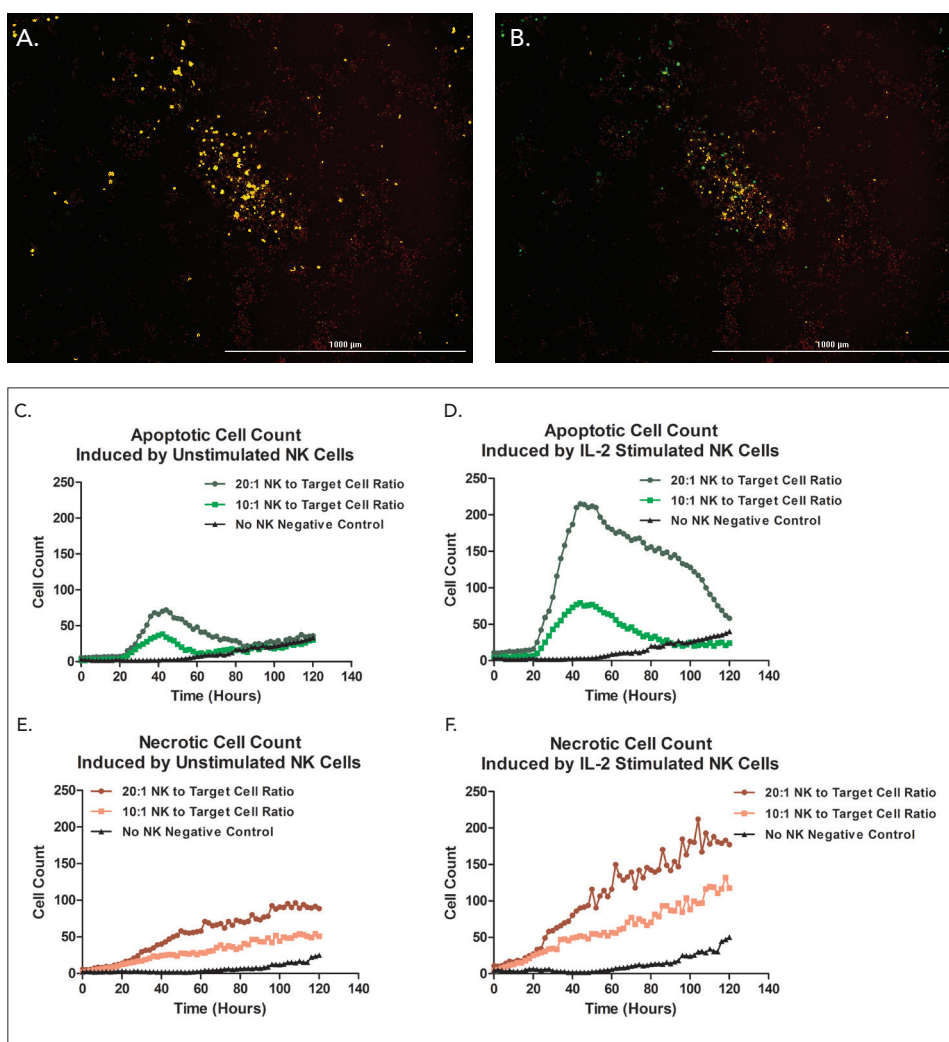 A.
B.
1000 µm
1000 µm
C.
Apoptotic Cell Count
Induced by Unstimulated NK Cells
20:1 NK to Target Cell Ratio
10:1 NK to Target Cell Ratio
No NK Negative Control
250
200
150
100
50
0
Cell Count
0 20 40 60 80 100 120 140
Time (Hours)
D.
Apoptotic Cell Count
Induced by IL-2 Stimulated NK Cells
20:1 NK to Target Cell Ratio
10:1 NK to Target Cell Ratio
No NK Negative Control
250
200
150
100
50
0
Cell Count
0 20 40 60 80 100 120 140
Time (Hours)
E.
Necrotic Cell Count
Induced by Unstimulated NK Cells
20:1 NK to Target Cell Ratio
10:1 NK to Target Cell Ratio
No NK Negative Control
250
200
150
100
50
0
Cell Count
0 20 40 60 80 100 120 140
Time (Hours)
F.
Necrotic Cell Count
Induced by IL-2 Stimulated NK Cells
20:1 NK to Target Cell Ratio
10:1 NK to Target Cell Ratio
No NK Negative Control
250
200
150
100
50
0
Cell Count
0 20 40 60 80 100 120 140
Time (Hours)